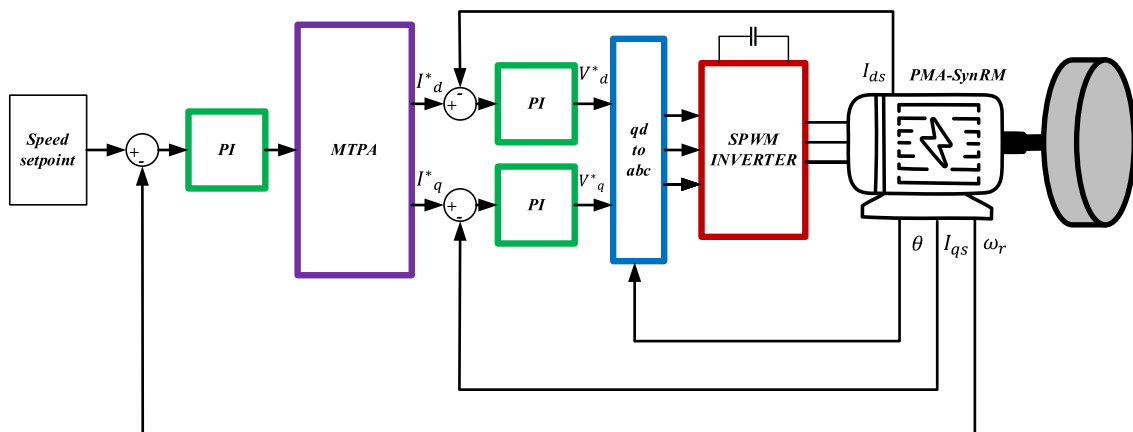 Speed
setpoint
+
-
PI
MTPA
I*d
I*q
-
+
+
-
PI
PI
V*d
V*q
qd
to
abc
SPWM
INVERTER
Ids
PMA-SynRM
θ
Iqs
ωr